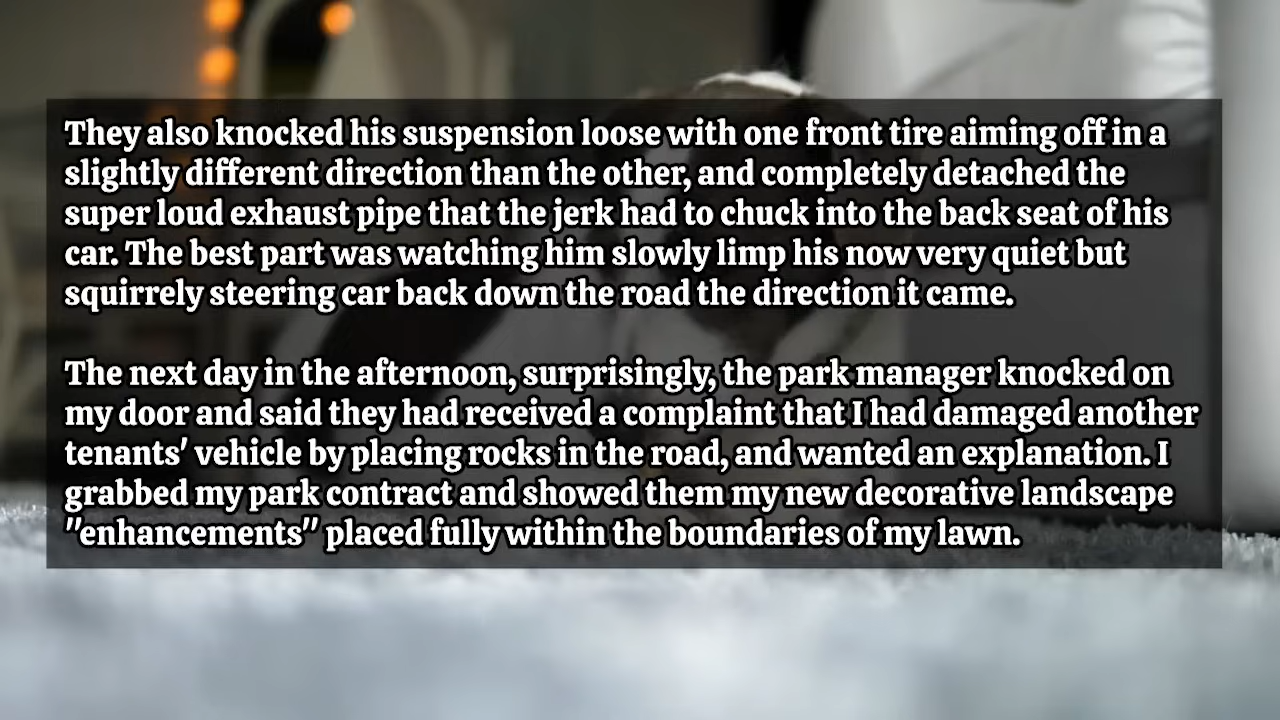 They also knocked his suspension loose with one front tire aiming off in a
slightly different direction than the other, and completely detached the
super loud exhaust pipe that the jerk had to chuck into the back seat of his
car. The best part was watching him slowly limp his now very quiet but
squirrely steering car back down the road the direction it came.
The next day in the afternoon, surprisingly, the park manager knocked on
my door and said they had received a complaint that I had damaged another
tenants' vehicle by placing rocks in the road, and wanted an explanation. I
grabbed my park contract and showed them my new decorative landscape
"enhancements" placed fully within the boundaries of my lawn.